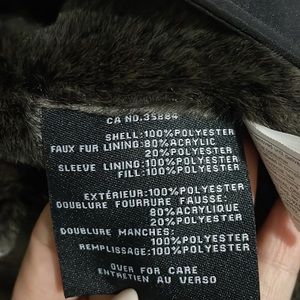 CA NO.35884
SHELL:100%POLYESTER
FAUX FUR LINING:80%ACRYLIC
20%POLYESTER
SLEEVE LINING:100%POLYESTER
FILL:100%POLYESTER
EXTÉRIEUR:100%POLYESTER
DOUBLURE FOURRURE FAUSSE:
80%ACRYLIQUE
20%POLYESTER
DOUBLURE MANCHES:
100%POLYESTER
REMPLISSAGE:100%POLYESTER
OVER FOR CARE
ENTRETIEN AU VERSO